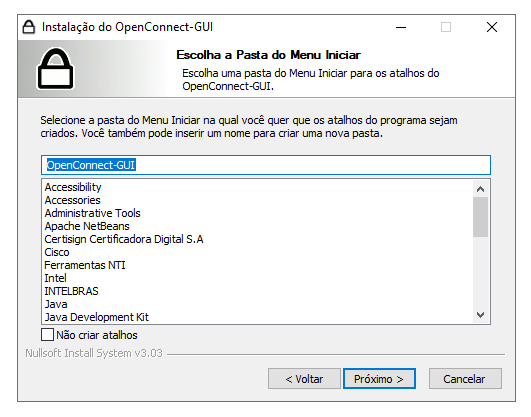 Instalação do OpenConnect-GUI
Escolha a Pasta do Menu Iniciar
Escolha uma pasta do Menu Iniciar para os atalhos do
OpenConnect-GUI.
Selecione a pasta do Menu Iniciar na qual você quer que os atalhos do programa sejam
criados. Você também pode inserir um nome para criar uma nova pasta.
OpenConnect-GUI
Accessibility
Accessories
Administrative Tools
Apache NetBeans
Certisign Certificadora Digital S.A
Cisco
Ferramentas NTI
Intel
INTELBRAS
Java
Java Development Kit
Não criar atalhos
Nullsoft Install System v3.03
< Voltar
Próximo >
Cancelar